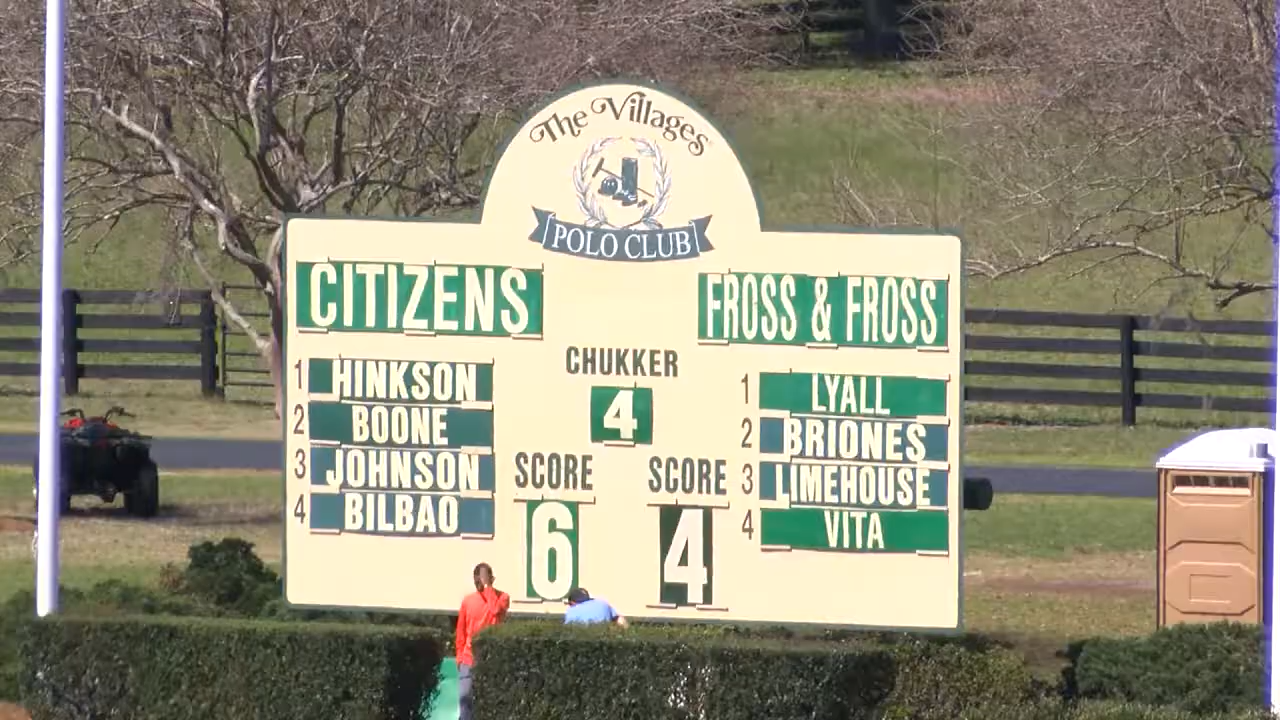 The Villages
POLO CLUB
CITIZENS
1 HINKSON
2 BOONE
3 JOHNSON
4 BILBAO
CHUKKER
4
SCORE SCORE
6 4
FROSS & FROSS
1 LYALL
2 BRIONES
3 LIMEHOUSE
4 VITA